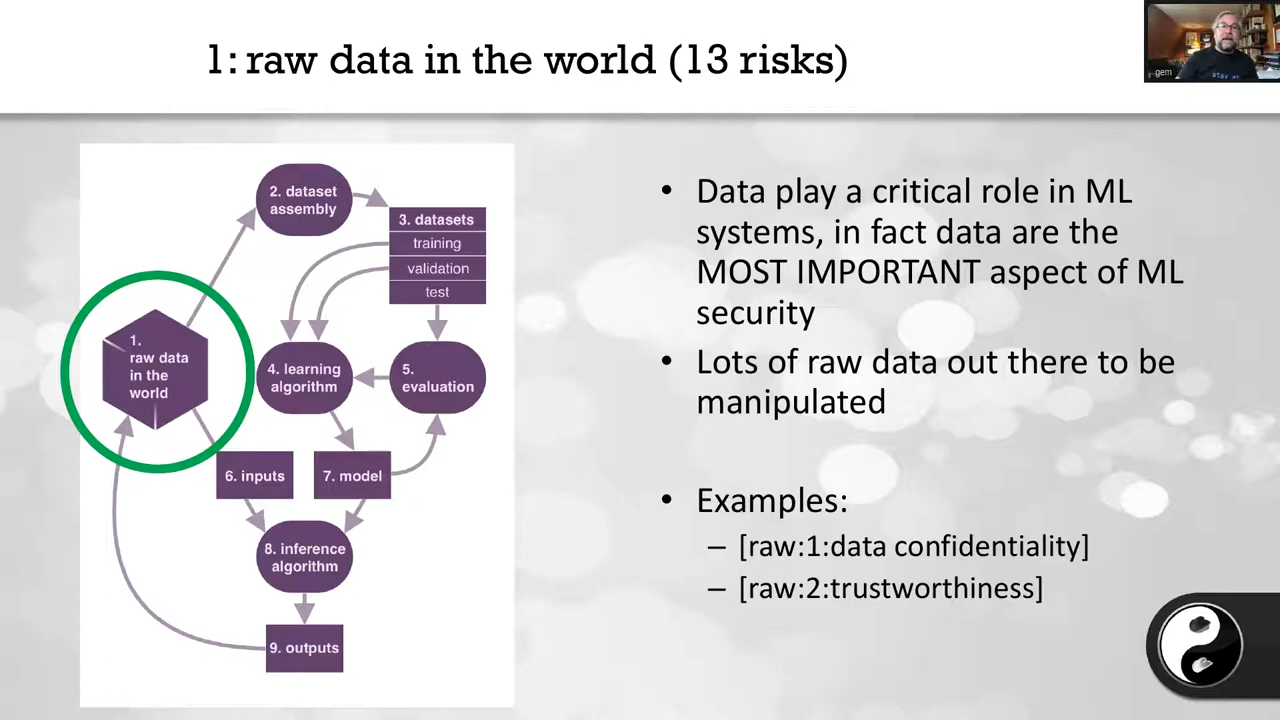 1: raw data in the world (13 risks)
gem
2. dataset
assembly
3. datasets
training
validation
test
1.
raw data
in the
world
4. learning
algorithm
5.
evaluation
6. inputs
7. model
8. inference
algorithm
9. outputs
• Data play a critical role in ML
systems, in fact data are the
MOST IMPORTANT aspect of ML
security
• Lots of raw data out there to be
manipulated
• Examples:
– [raw:1:data confidentiality]
– [raw:2:trustworthiness]